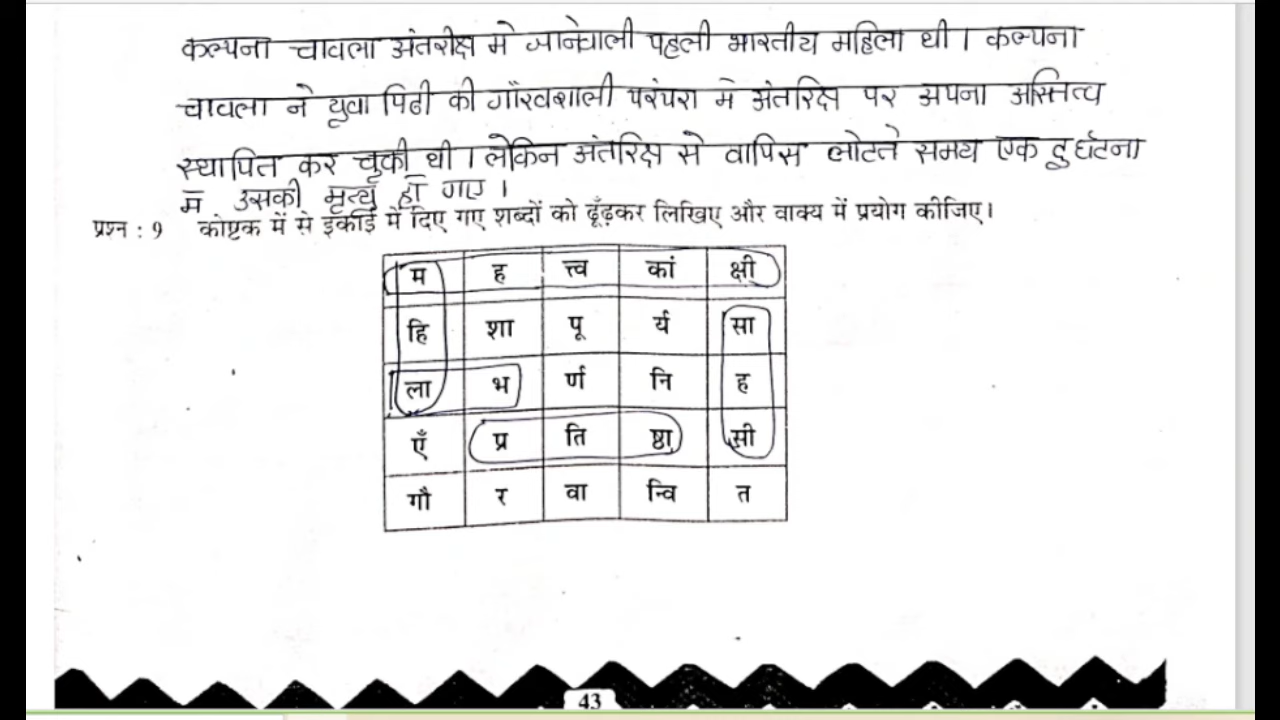 कल्पना चावला अंतरीक्ष मे जानेवाली पहली भारतीय महिला थी । कल्पना
चावला ने युवा पिढी की गौरवशाली परंपरा मे अंतरिक्ष पर अपना अस्तित्व
स्थापित कर चुकी थी । लेकिन अंतरिक्ष से वापिस लोटते समय एक दुर्घटना
म उसकी मृत्यु हो गए ।
प्रश्न : 9 कोष्टक में से इकाई में दिए गए शब्दों को ढूँढ़कर लिखिए और वाक्य में प्रयोग कीजिए।
म ह त्त्व कां क्षी
हि शा पू र्य सा
ला भ र्ण नि ह
एँ प्र ति ष्ठा सी
गौ र वा न्वि त
43